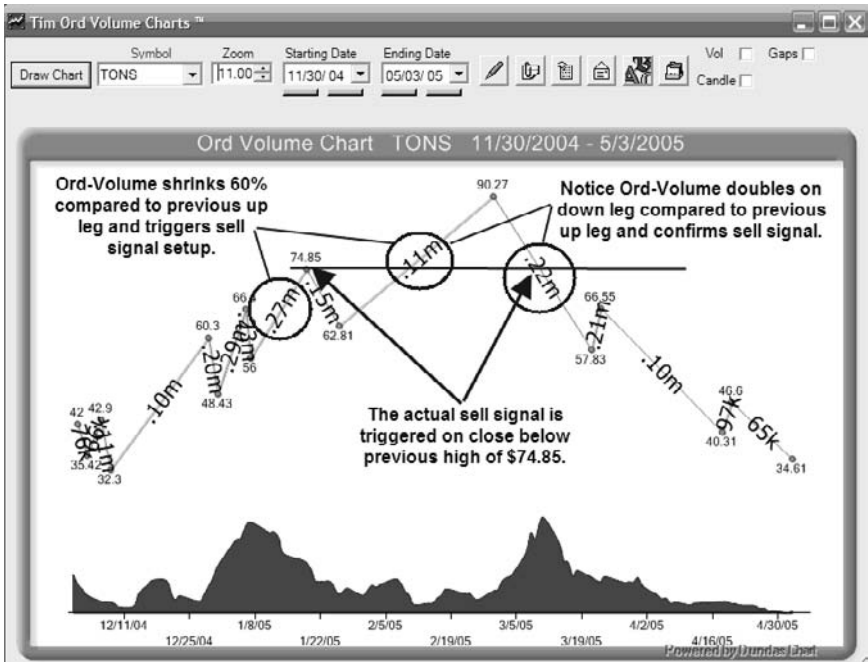 Tim Ord Volume Charts ™
Symbol
Zoom
Starting Date
Ending Date
Vol
Gaps
Draw Chart
TONS
11.00
11/30/ 04
05/03/ 05
Candle
Ord Volume Chart TONS 11/30/2004 - 5/3/2005
Ord-Volume shrinks 60%
compared to previous up
leg and triggers sell
signal setup.
90.27
Notice Ord-Volume doubles on
down leg compared to previous
up leg and confirms sell signal.
74.85
.11m
.22m
.27m
.15m
66.55
60.3
62.81
.29m
56
.21m
57.83
.20m
48.43
.10m
.10m
The actual sell signal is
triggered on close below
previous high of $74.85.
42
42.9
46.6
35.42
32.3
97k
40.31
65k
34.61
12/11/04
12/25/04
1/8/05
1/22/05
2/5/05
2/19/05
3/5/05
3/19/05
4/2/05
4/16/05
4/30/05
Powered by Dundas Chart